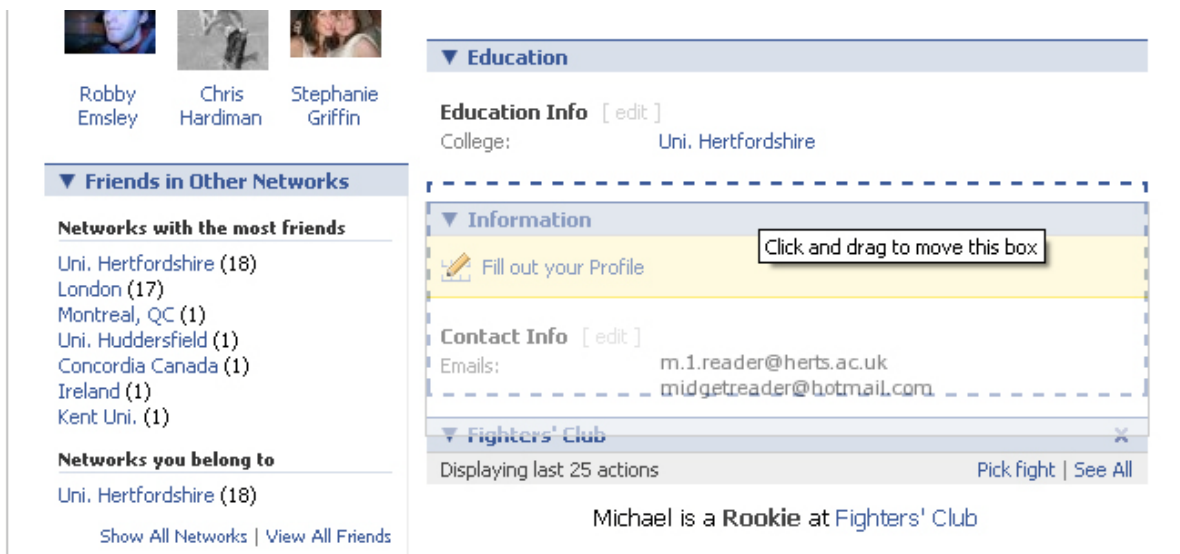 Robby Emsley
Chris Hardiman
Stephanie Griffin
▼ Friends in Other Networks
Networks with the most friends
Uni. Hertfordshire (18)
London (17)
Montreal, QC (1)
Uni. Huddersfield (1)
Concordia Canada (1)
Ireland (1)
Kent Uni. (1)
Networks you belong to
Uni. Hertfordshire (18)
Show All Networks | View All Friends
▼ Education
Education Info [ edit ]
College: Uni. Hertfordshire
▼ Information
Click and drag to move this box
Fill out your Profile
Contact Info [ edit ]
Emails: m.1.reader@herts.ac.uk
midgetreader@hotmail.com
▼ Fighters' Club
Displaying last 25 actions Pick fight | See All
Michael is a Rookie at Fighters' Club